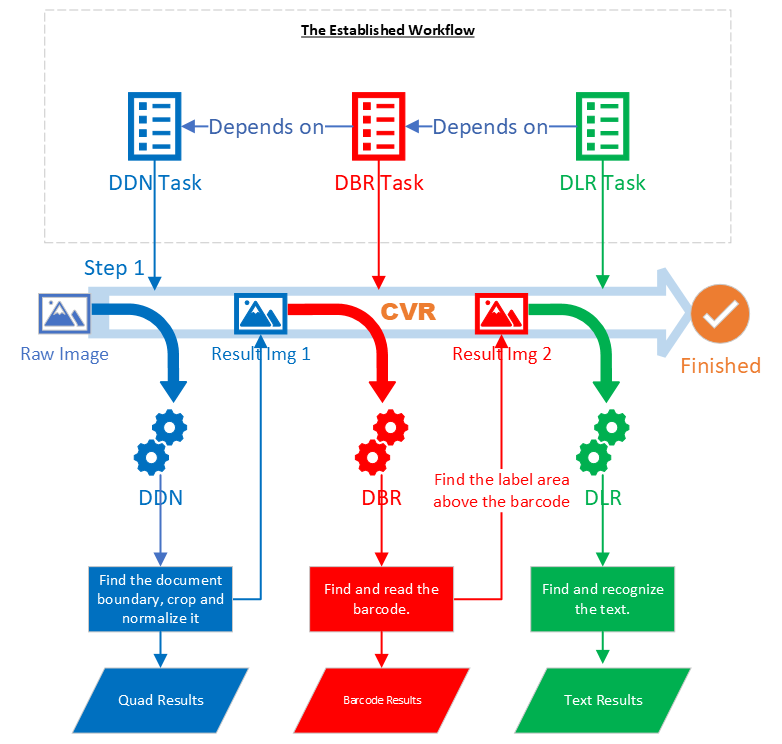 The Established Workflow
Depends on
Depends on
DDN Task
DBR Task
DLR Task
Step 1
CVR
Raw Image
Result Img 1
Result Img 2
Finished
Find the label area
above the barcode
DDN
DBR
DLR
Find the document
boundary, crop and
normalize it
Find and read the
barcode.
Find and recognize
the text.
Quad Results
Barcode Results
Text Results